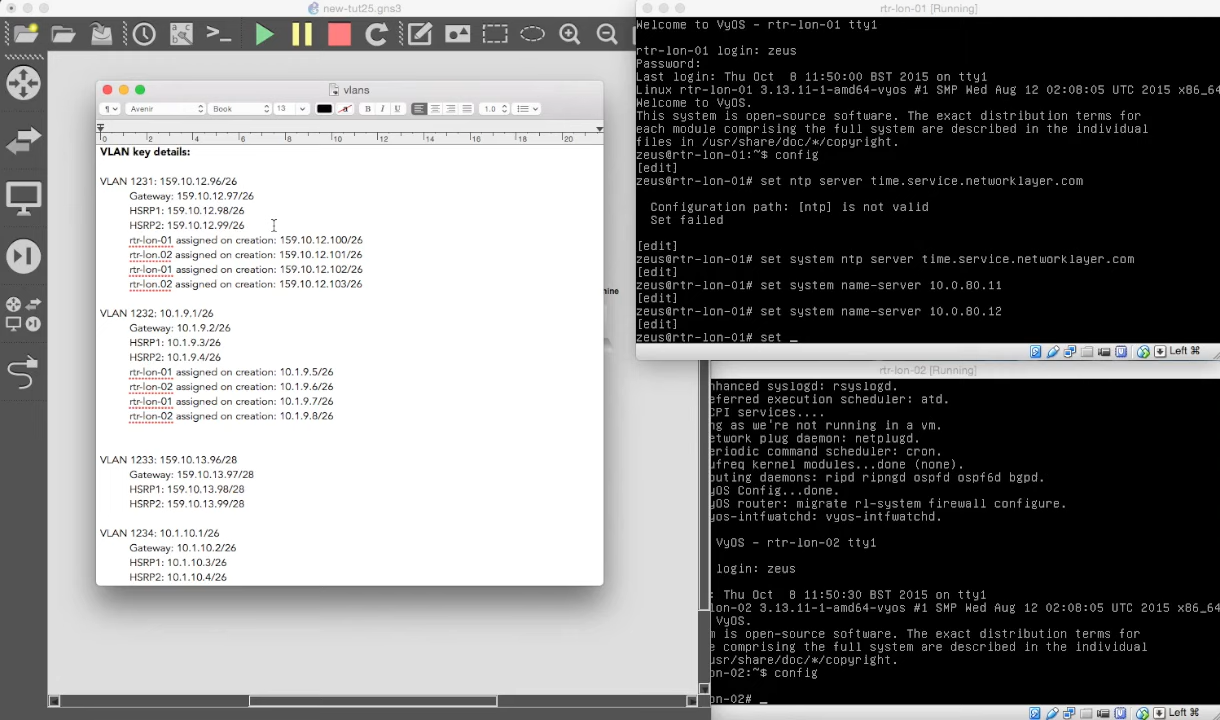 new-tut25.gns3
vlans
Avenir
Book
13
B I U
1.0
0 2 4 6 8 10 12 14 16 18 20
VLAN key details:
VLAN 1231: 159.10.12.96/26
Gateway: 159.10.12.97/26
HSRP1: 159.10.12.98/26
HSRP2: 159.10.12.99/26
rtr-lon-01 assigned on creation: 159.10.12.100/26
rtr-lon.02 assigned on creation: 159.10.12.101/26
rtr-lon-01 assigned on creation: 159.10.12.102/26
rtr-lon.02 assigned on creation: 159.10.12.103/26
VLAN 1232: 10.1.9.1/26
Gateway: 10.1.9.2/26
HSRP1: 10.1.9.3/26
HSRP2: 10.1.9.4/26
rtr-lon-01 assigned on creation: 10.1.9.5/26
rtr-lon-02 assigned on creation: 10.1.9.6/26
rtr-lon-01 assigned on creation: 10.1.9.7/26
rtr-lon-02 assigned on creation: 10.1.9.8/26
VLAN 1233: 159.10.13.96/28
Gateway: 159.10.13.97/28
HSRP1: 159.10.13.98/28
HSRP2: 159.10.13.99/28
VLAN 1234: 10.1.10.1/26
Gateway: 10.1.10.2/26
HSRP1: 10.1.10.3/26
HSRP2: 10.1.10.4/26
hine
rtr-lon-01 [Running]
Welcome to VyOS - rtr-lon-01 tty1
rtr-lon-01 login: zeus
Password:
Last login: Thu Oct  8 11:50:00 BST 2015 on tty1
Linux rtr-lon-01 3.13.11-1-amd64-vyos #1 SMP Wed Aug 12 02:08:05 UTC 2015 x86_64
Welcome to VyOS.
This system is open-source software. The exact distribution terms for
each module comprising the full system are described in the individual
files in /usr/share/doc/*/copyright.
zeus@rtr-lon-01:~$ config
[edit]
zeus@rtr-lon-01# set ntp server time.service.networklayer.com
Configuration path: [ntp] is not valid
Set failed
[edit]
zeus@rtr-lon-01# set system ntp server time.service.networklayer.com
[edit]
zeus@rtr-lon-01# set system name-server 10.0.80.11
[edit]
zeus@rtr-lon-01# set system name-server 10.0.80.12
[edit]
zeus@rtr-lon-01# set _
Left ⌘
rtr-lon-02 [Running]
nhanced syslogd: rsyslogd.
eferred execution scheduler: atd.
CPI services....
ng as we're not running in a vm.
etwork plug daemon: netplugd.
eriodic command scheduler: cron.
ufreq kernel modules...done (none).
outing daemons: ripd ripngd ospfd ospf6d bgpd.
yOS Config...done.
yOS router: migrate rl-system firewall configure.
yos-intfwatchd: vyos-intfwatchd.
VyOS - rtr-lon-02 tty1
login: zeus
: Thu Oct  8 11:50:30 BST 2015 on tty1
lon-02 3.13.11-1-amd64-vyos #1 SMP Wed Aug 12 02:08:05 UTC 2015 x86_64
VyOS.
m is open-source software. The exact distribution terms for
e comprising the full system are described in the individual
usr/share/doc/*/copyright.
on-02:~$ config
on-02# _
Left ⌘